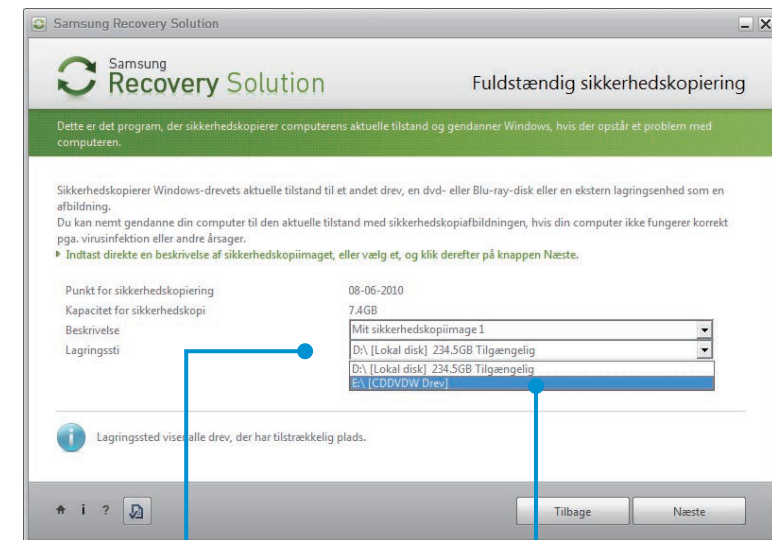 Samsung Recovery Solution
Samsung
Recovery Solution
Fuldstændig sikkerhedskopiering
Dette er det program, der sikkerhedskopierer computerens aktuelle tilstand og gendanner Windows, hvis der opstår et problem med
computeren.
Sikkerhedskopierer Windows-drevets aktuelle tilstand til et andet drev, en dvd- eller Blu-ray-disk eller en ekstern lagringsenhed som en
afbildning.
Du kan nemt gendanne din computer til den aktuelle tilstand med sikkerhedskopiafbildningen, hvis din computer ikke fungerer korrekt
pga. virusinfektion eller andre årsager.
Indtast direkte en beskrivelse af sikkerhedskopiimaget, eller vælg et, og klik derefter på knappen Næste.
Punkt for sikkerhedskopiering 08-06-2010
Kapacitet for sikkerhedskopi 7.4GB
Beskrivelse Mit sikkerhedskopiimage 1
Lagringssti D:\ [Lokal disk] 234.5GB Tilgængelig
D:\ [Lokal disk] 234.5GB Tilgængelig
E:\ [CDDVDW Drev]
Lagringssted viser alle drev, der har tilstrækkelig plads.
Tilbage Næste